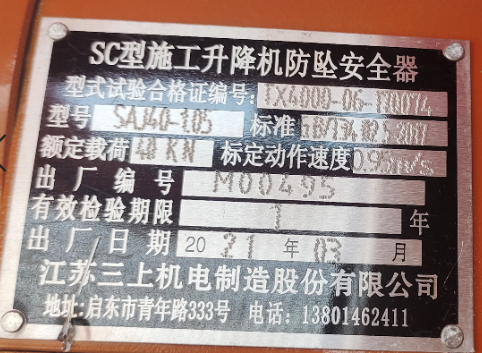 SC型施工升降机防坠安全器
型式试验合格证编号: TX4000-06-170074
型号 SAJ40-1.05 标准 JB/T34025-2017
额定载荷 40KN 标定动作速度 0.95m/s
出厂编号 M00495
有效检验期限 1 年
出厂日期 2021年03月
江苏三上机电制造股份有限公司
地址:启东市青年路333号 电话: 13801462411